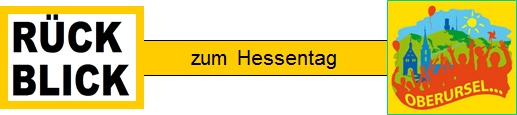 RÜCK
BLICK
zum Hessentag
OBERURSEL...